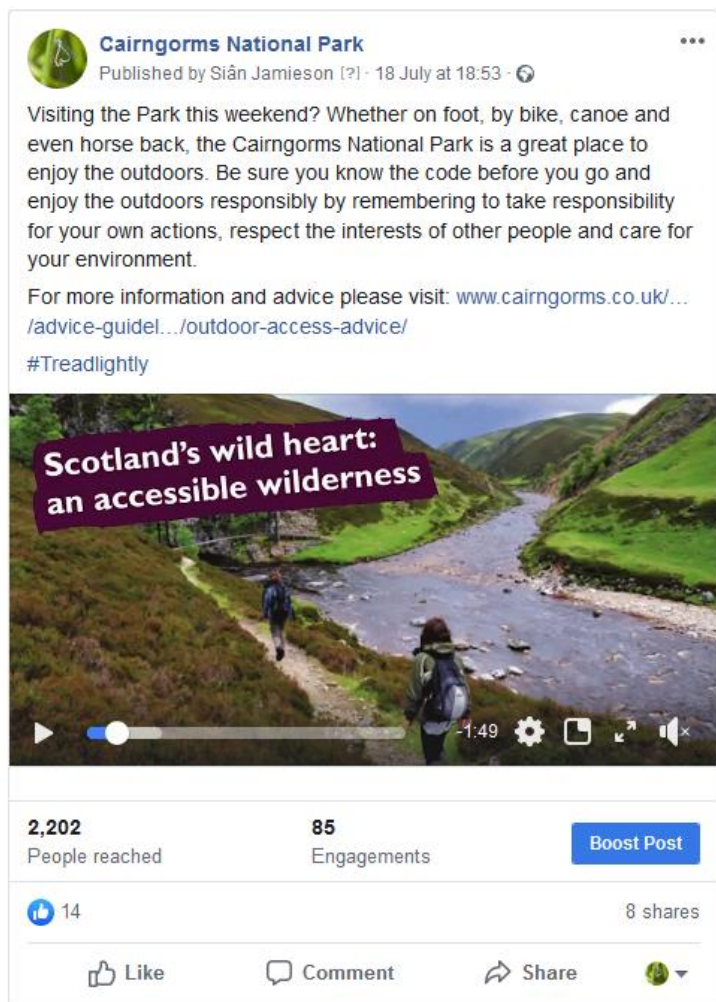 Cairngorms National Park
Published by Siân Jamieson [?] · 18 July at 18:53 ·
Visiting the Park this weekend? Whether on foot, by bike, canoe and
even horse back, the Cairngorms National Park is a great place to
enjoy the outdoors. Be sure you know the code before you go and
enjoy the outdoors responsibly by remembering to take responsibility
for your own actions, respect the interests of other people and care for
your environment.
For more information and advice please visit: www.cairngorms.co.uk/…
/advice-guidel…/outdoor-access-advice/
#Treadlightly
Scotland's wild heart:
an accessible wilderness
-1:49
2,202
People reached
85
Engagements
Boost Post
14
8 shares
Like
Comment
Share